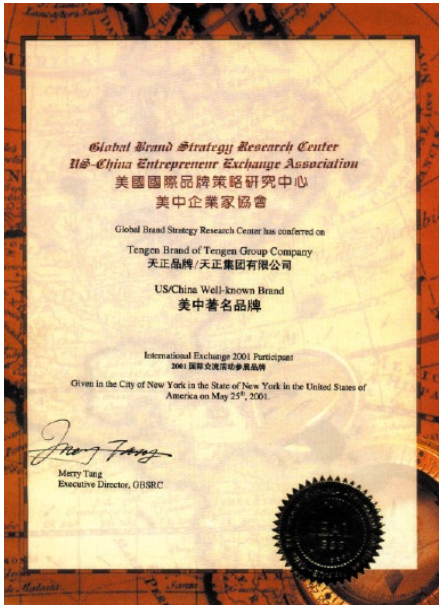 Global Brand Strategy Research Center
US-China Entrepreneur Exchange Association
美國國際品牌策略研究中心
美中企業家協會
Global Brand Strategy Research Center has conferred on
Tengen Brand of Tengen Group Company
天正品牌/天正集团有限公司
US/China Well-known Brand
美中著名品牌
International Exchange 2001 Participant
2001 国际交流活动参展品牌
Given in the City of New York in the State of New York in the United States of
America on May 25th, 2001.
Merry Tang
Merry Tang
Executive Director, GBSRC